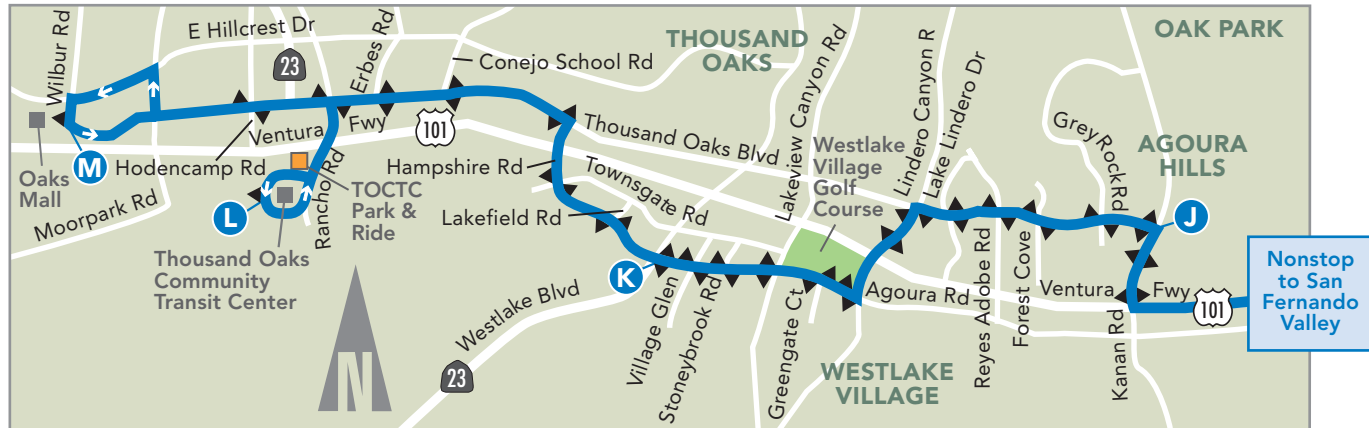 Wilbur Rd
E Hillcrest Dr
23
Erbes Rd
Conejo School Rd
THOUSAND
OAKS
Lakeview Canyon Rd
Lindero Canyon R
Lake Lindero Dr
OAK PARK
Ventura Fwy
101
Hodencamp Rd
M
Oaks
Mall
Moorpark Rd
L
Rancho Rd
TOCTC
Park &
Ride
Thousand Oaks
Community
Transit Center
N
Hampshire Rd
Thousand Oaks Blvd
Townsgate Rd
Lakefield Rd
Westlake
Village
Golf
Course
Grey Rock Rd
AGOURA
HILLS
J
K
Westlake Blvd
23
Village Glen
Stoneybrook Rd
Greengate Ct
Agoura Rd
WESTLAKE
VILLAGE
Reyes Adobe Rd
Forest Cove
Ventura Fwy
101
Kanan Rd
Nonstop
to San
Fernando
Valley